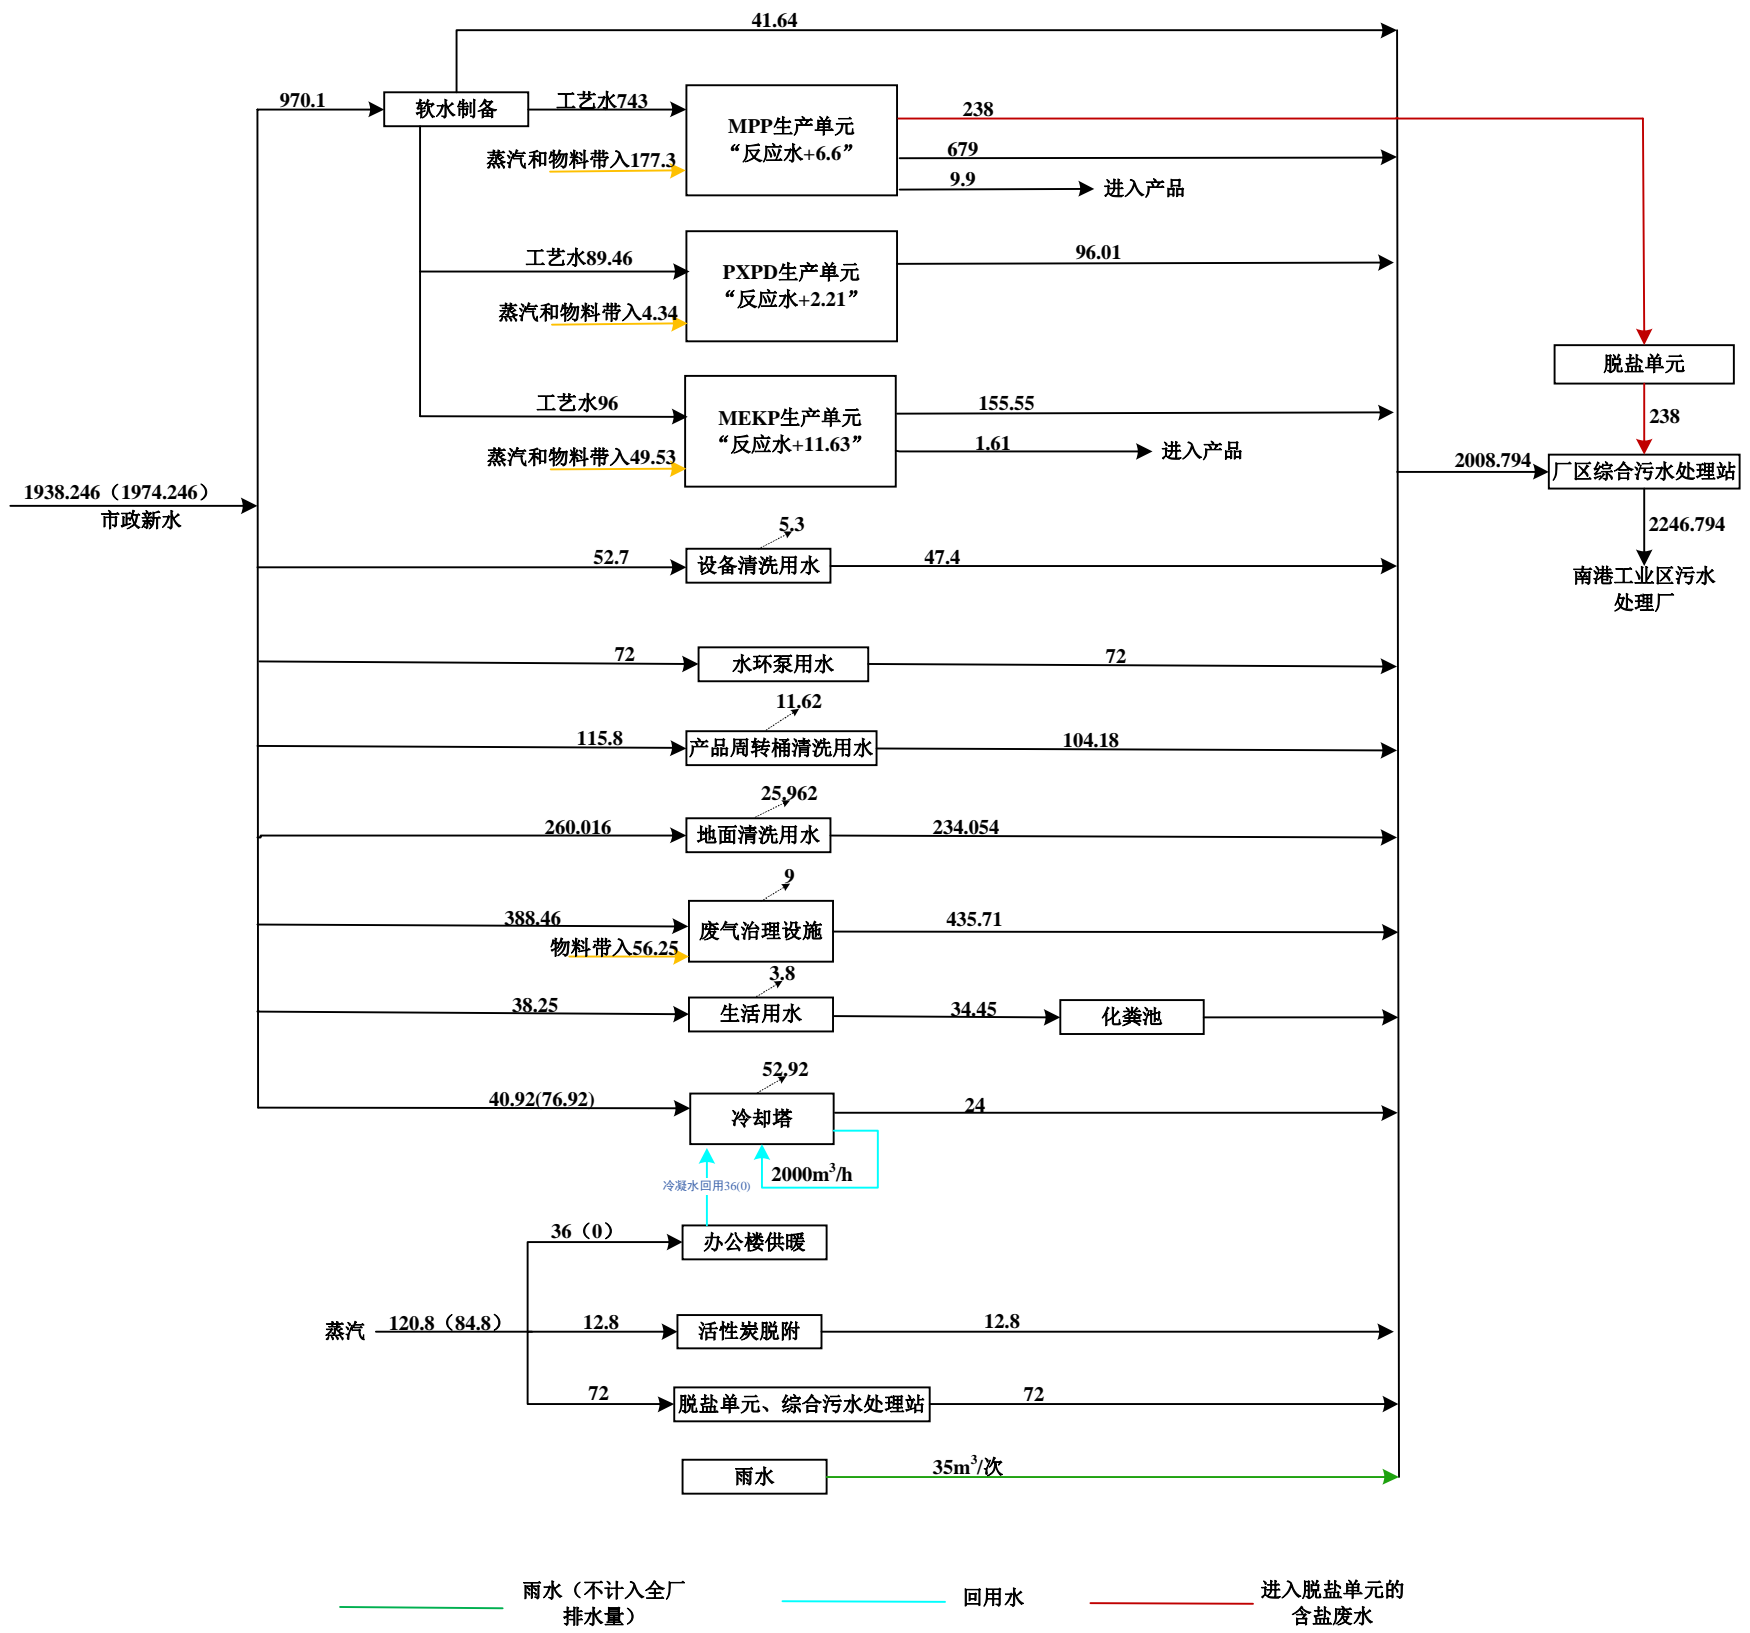 41.64
970.1
软水制备
工艺水743
MPP生产单元
“反应水+6.6”
蒸汽和物料带入177.3
238
679
9.9
进入产品
工艺水89.46
PXPD生产单元
“反应水+2.21”
蒸汽和物料带入4.34
96.01
脱盐单元
238
工艺水96
MEKP生产单元
“反应水+11.63”
蒸汽和物料带入49.53
155.55
1.61
进入产品
2008.794
厂区综合污水处理站
2246.794
南港工业区污水
处理厂
1938.246（1974.246）
市政新水
5.3
52.7
设备清洗用水
47.4
72
水环泵用水
72
11.62
115.8
产品周转桶清洗用水
104.18
25.962
260.016
地面清洗用水
234.054
9
388.46
物料带入56.25
废气治理设施
435.71
3.8
38.25
生活用水
34.45
化粪池
52.92
40.92(76.92)
冷却塔
24
2000m³/h
冷凝水回用36(0)
36（0）
办公楼供暖
蒸汽
120.8（84.8）
12.8
活性炭脱附
12.8
72
脱盐单元、综合污水处理站
72
雨水
35m³/次
雨水（不计入全厂
排水量）
回用水
进入脱盐单元的
含盐废水